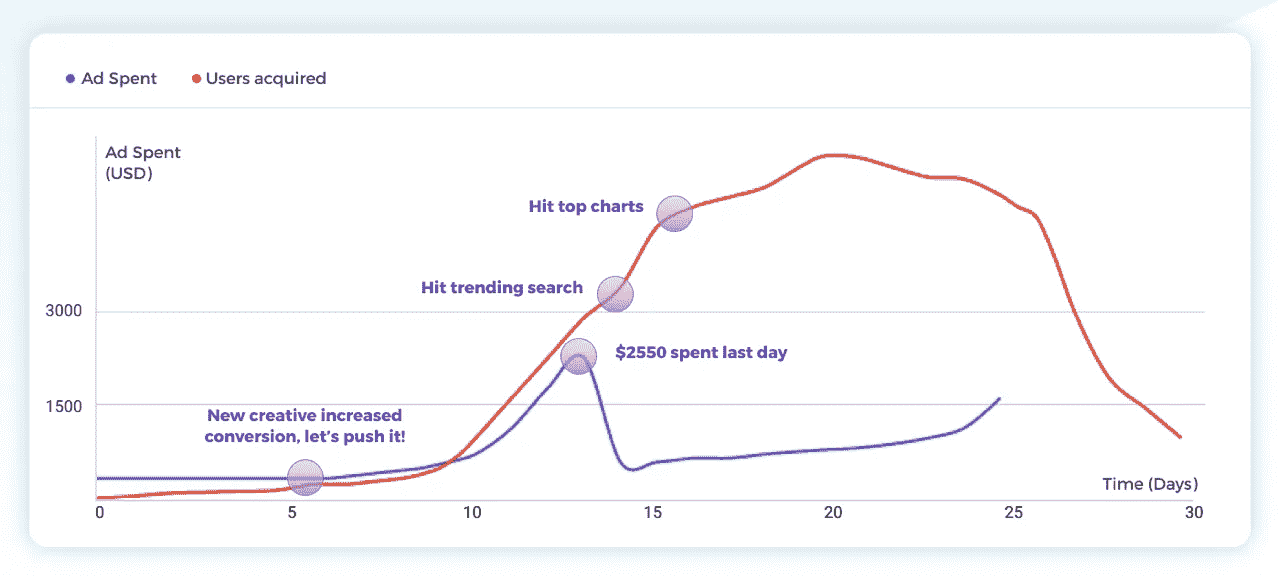 Ad Spent
Users acquired
Ad Spent
(USD)
Hit top charts
Hit trending search
3000
$2550 spent last day
1500
New creative increased
conversion, let's push it!
Time (Days)
0 5 10 15 20 25 30